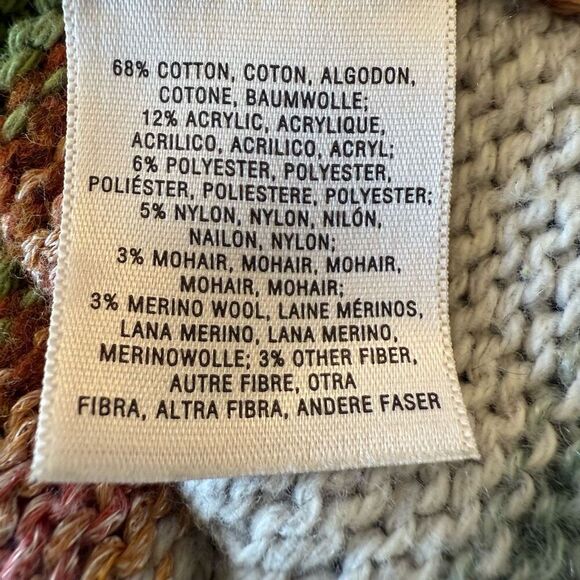 68% COTTON, COTON, ALGODON,
COTONE, BAUMWOLLE;
12% ACRYLIC, ACRYLIQUE,
ACRILICO, ACRILICO, ACRYL;
6% POLYESTER, POLYESTER,
POLIÉSTER, POLIESTERE, POLYESTER;
5% NYLON, NYLON, NILÓN,
NAILON, NYLON;
3% MOHAIR, MOHAIR, MOHAIR,
MOHAIR, MOHAIR;
3% MERINO WOOL, LAINE MÉRINOS,
LANA MERINO, LANA MERINO,
MERINOWOLLE; 3% OTHER FIBER,
AUTRE FIBRE, OTRA
FIBRA, ALTRA FIBRA, ANDERE FASER